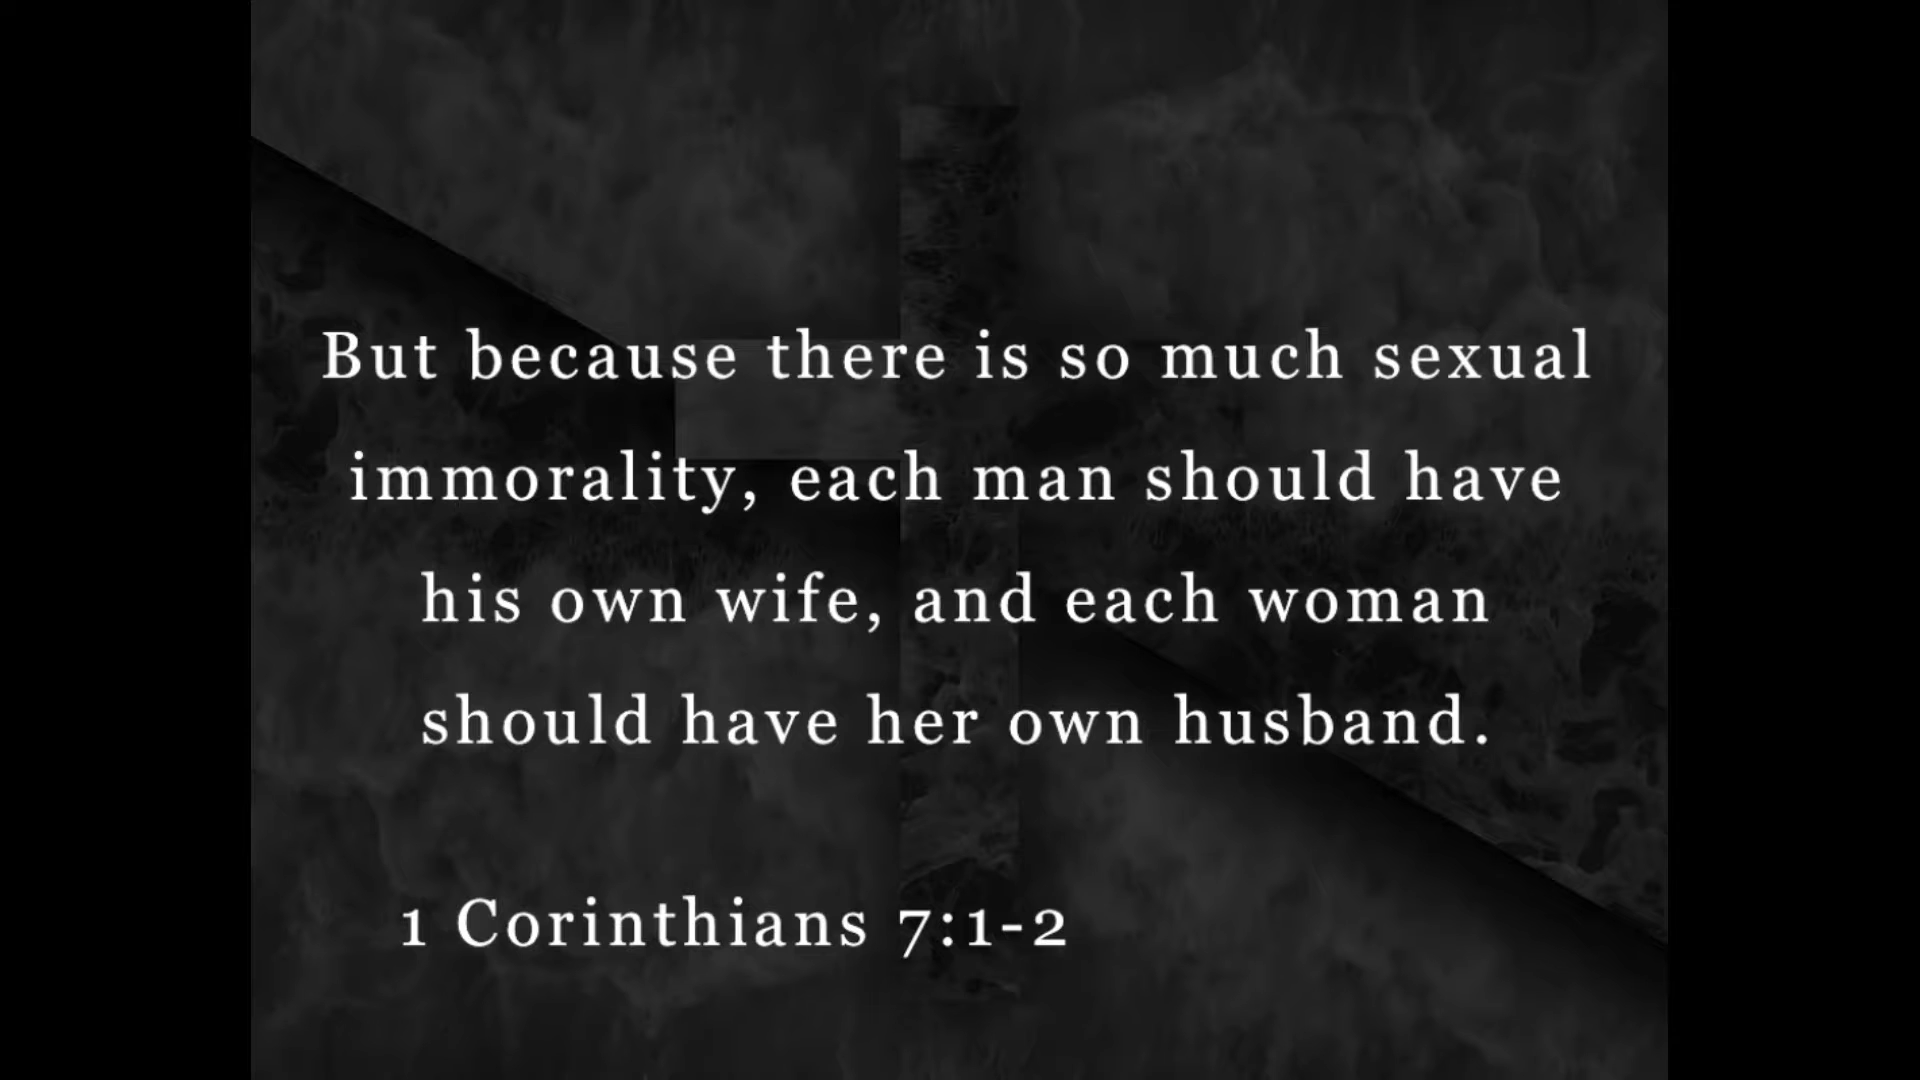 But because there is so much sexual
immorality, each man should have
his own wife, and each woman
should have her own husband.
1 Corinthians 7:1-2